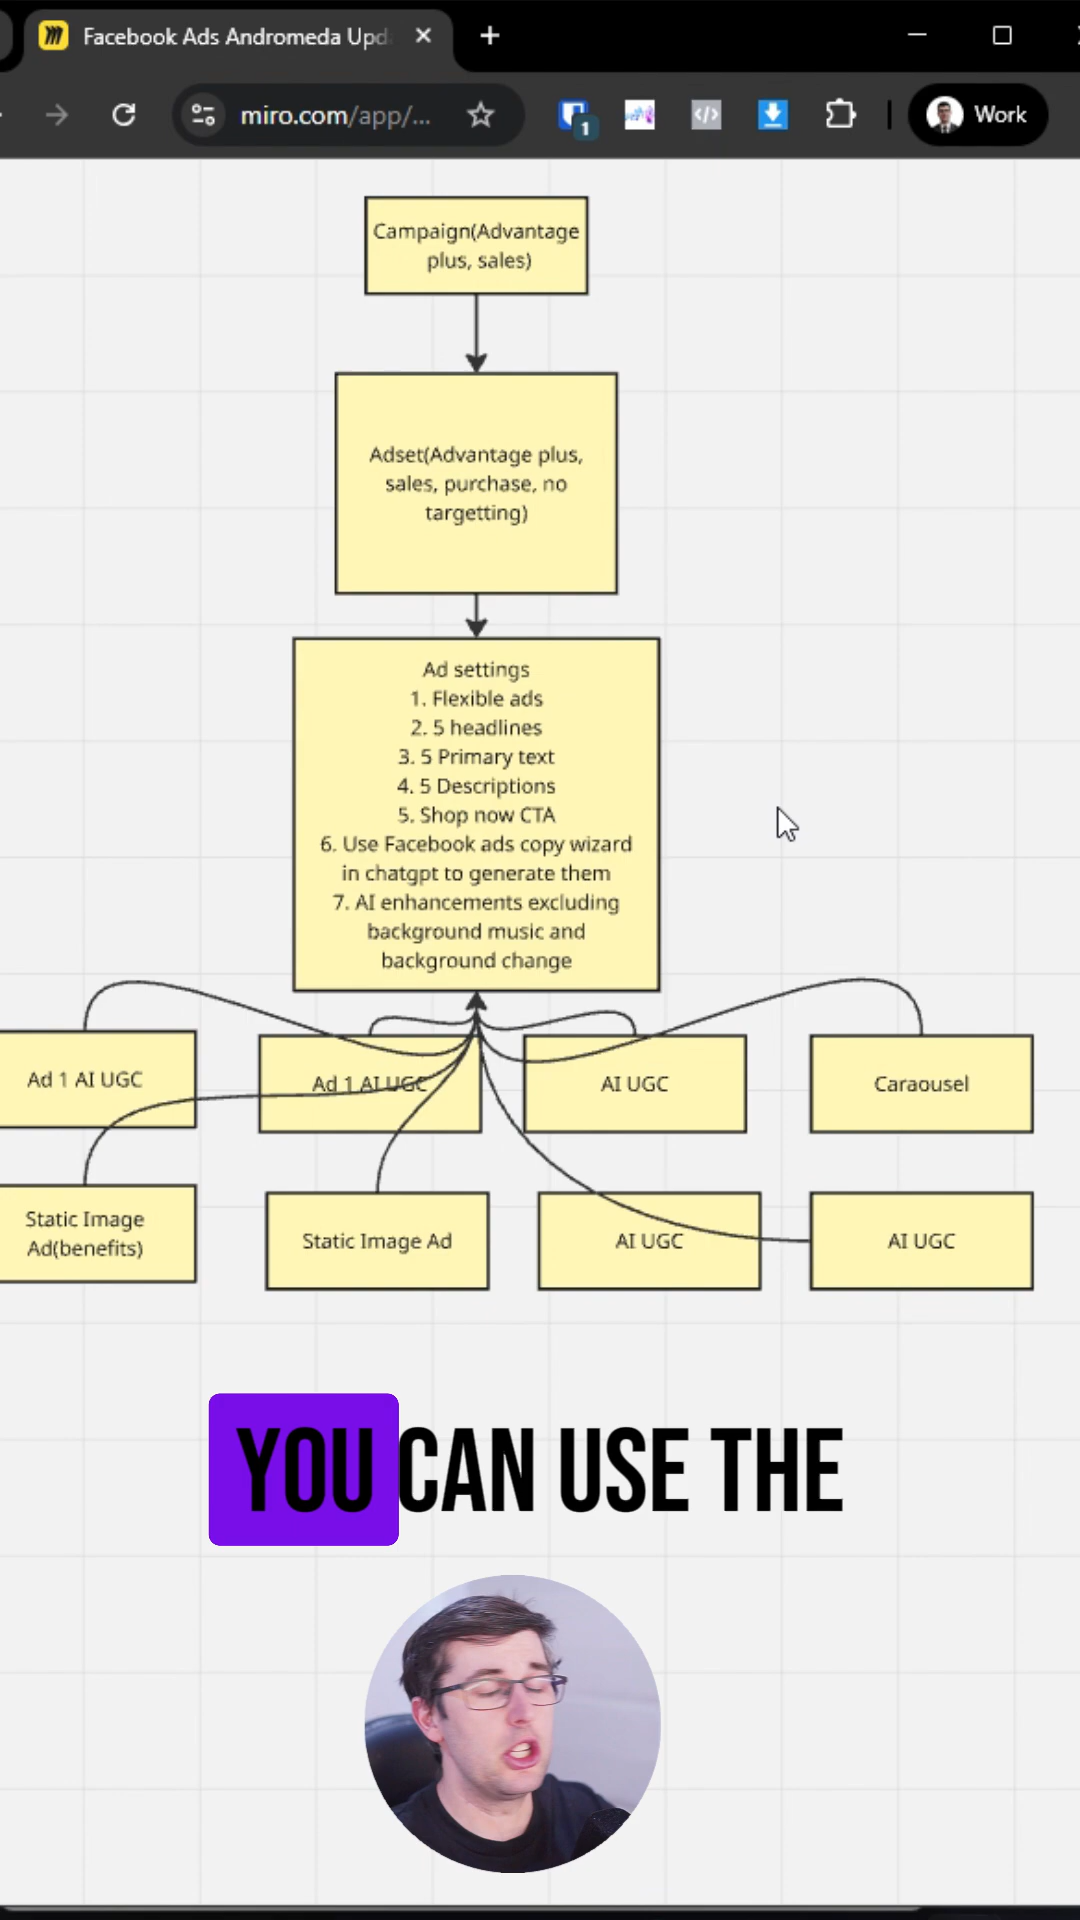 Facebook Ads Andromeda Upd
miro.com/app/...
1
Work
Campaign(Advantage
plus, sales)
Adset(Advantage plus,
sales, purchase, no
targetting)
Ad settings
1. Flexible ads
2. 5 headlines
3. 5 Primary text
4. 5 Descriptions
5. Shop now CTA
6. Use Facebook ads copy wizard
in chatgpt to generate them
7. AI enhancements excluding
background music and
background change
Ad 1 AI UGC
Ad 1 AI UGC
AI UGC
Caraousel
Static Image
Ad(benefits)
Static Image Ad
AI UGC
AI UGC
YOU CAN USE THE